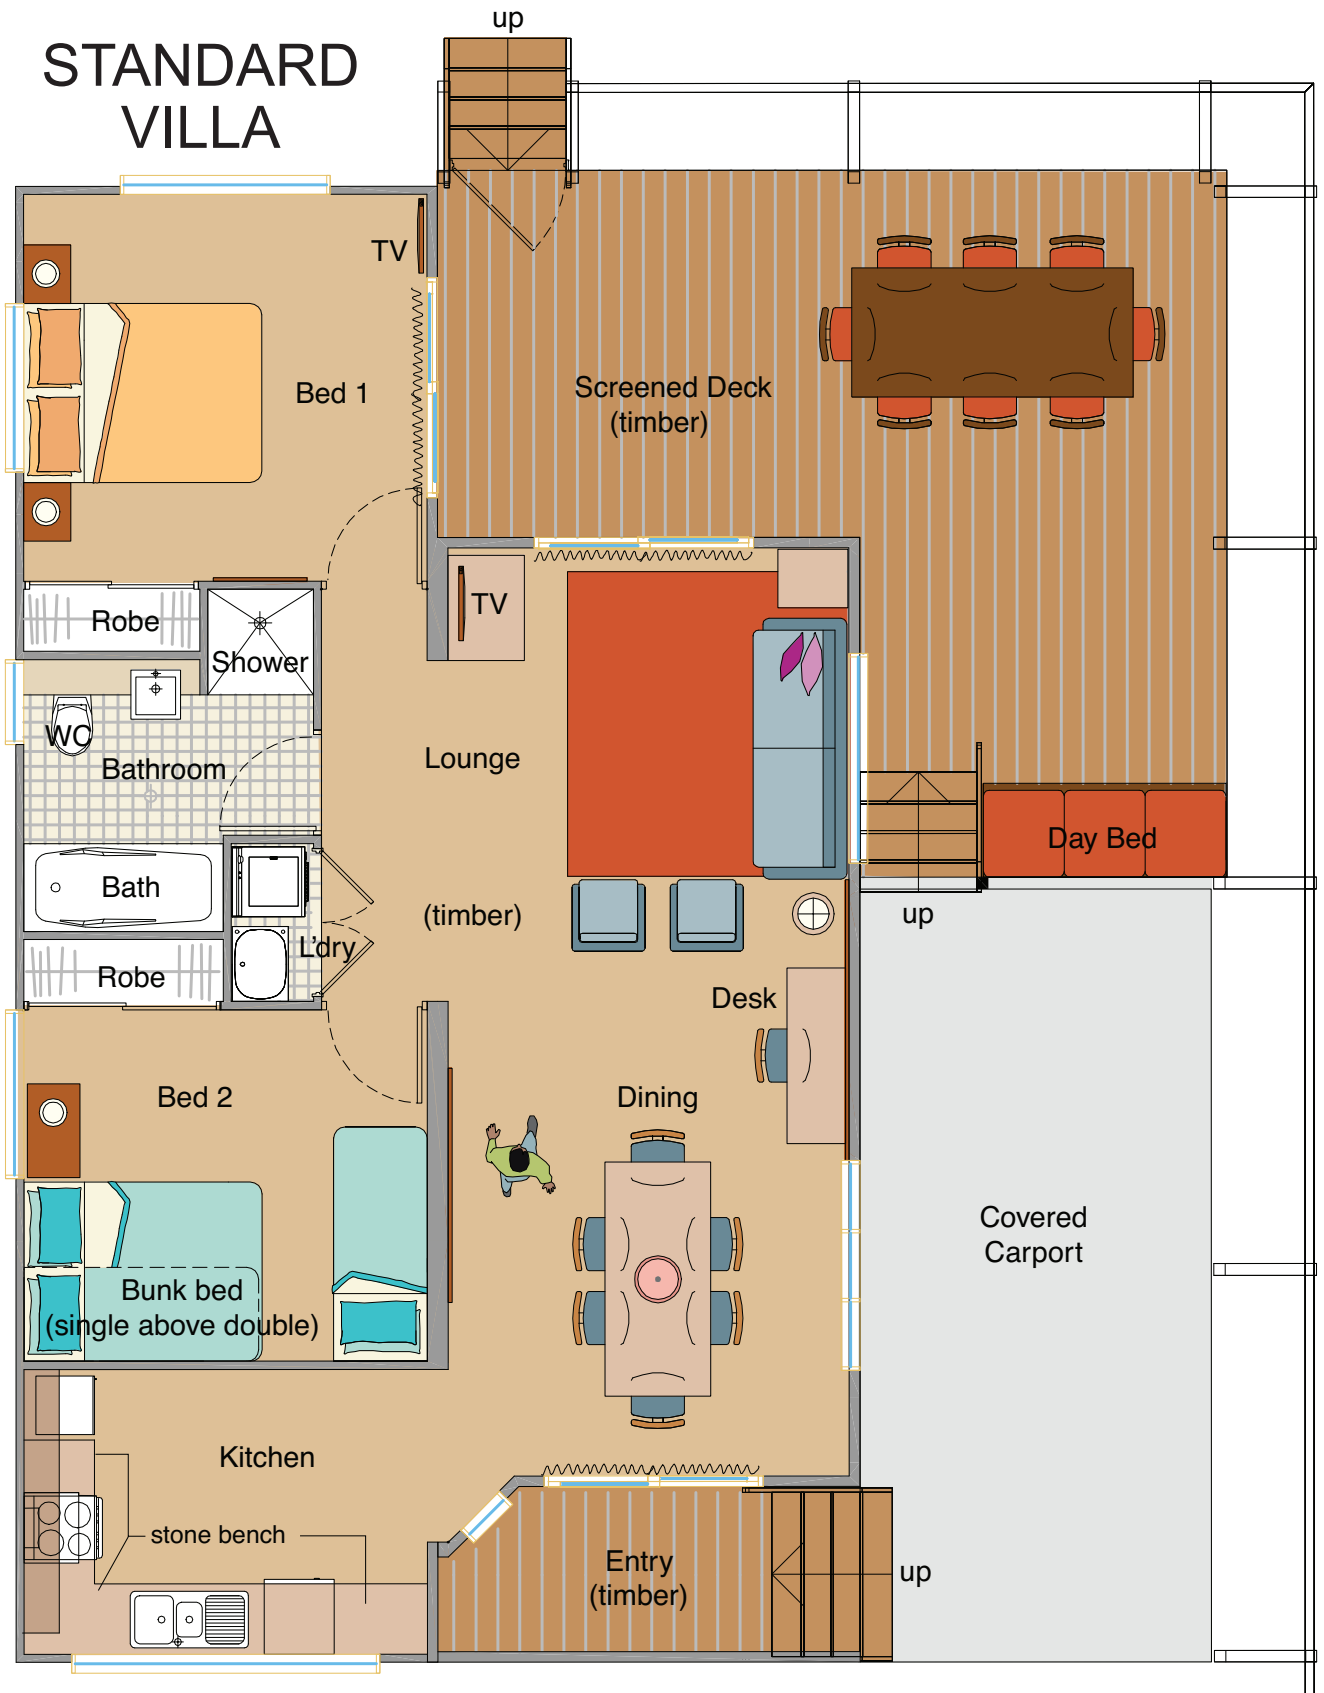 up
STANDARD
VILLA
TV
Bed 1
Screened Deck
(timber)
Robe
TV
Shower
WC
Bathroom
Lounge
Day Bed
Bath
(timber)
up
L'dry
Robe
Desk
Bed 2
Dining
Covered
Carport
Bunk bed
(single above double)
Kitchen
stone bench
Entry
(timber)
up